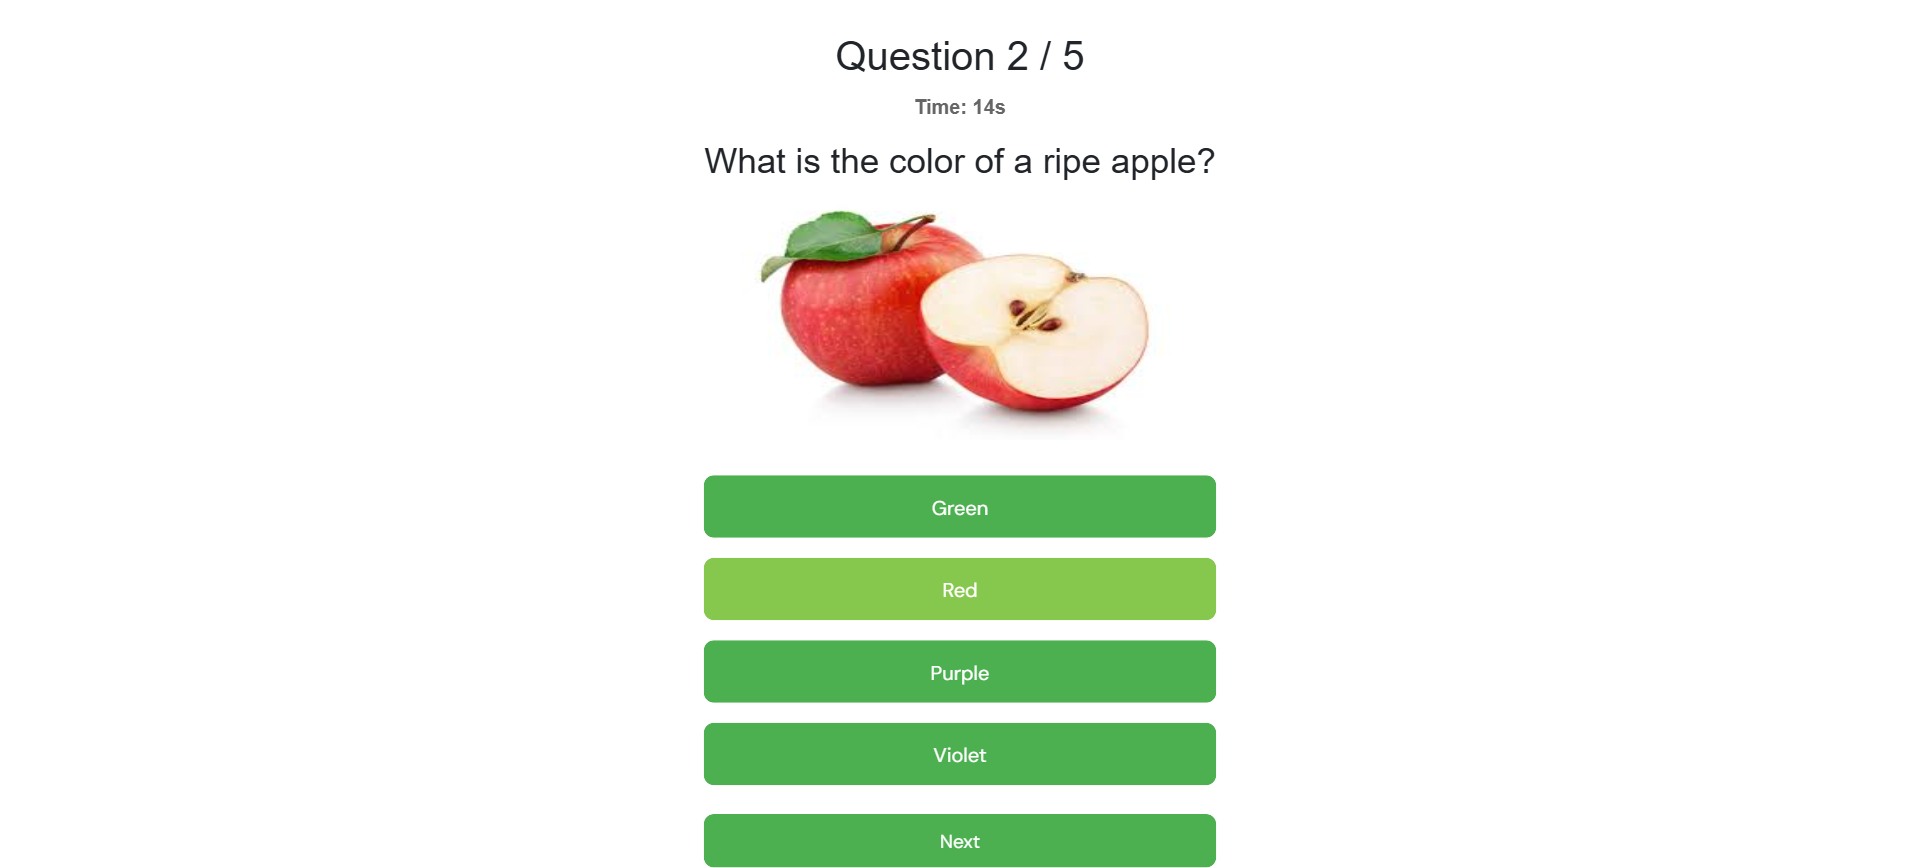 Question 2 / 5
Time: 14s
What is the color of a ripe apple?
Green
Red
Purple
Violet
Next